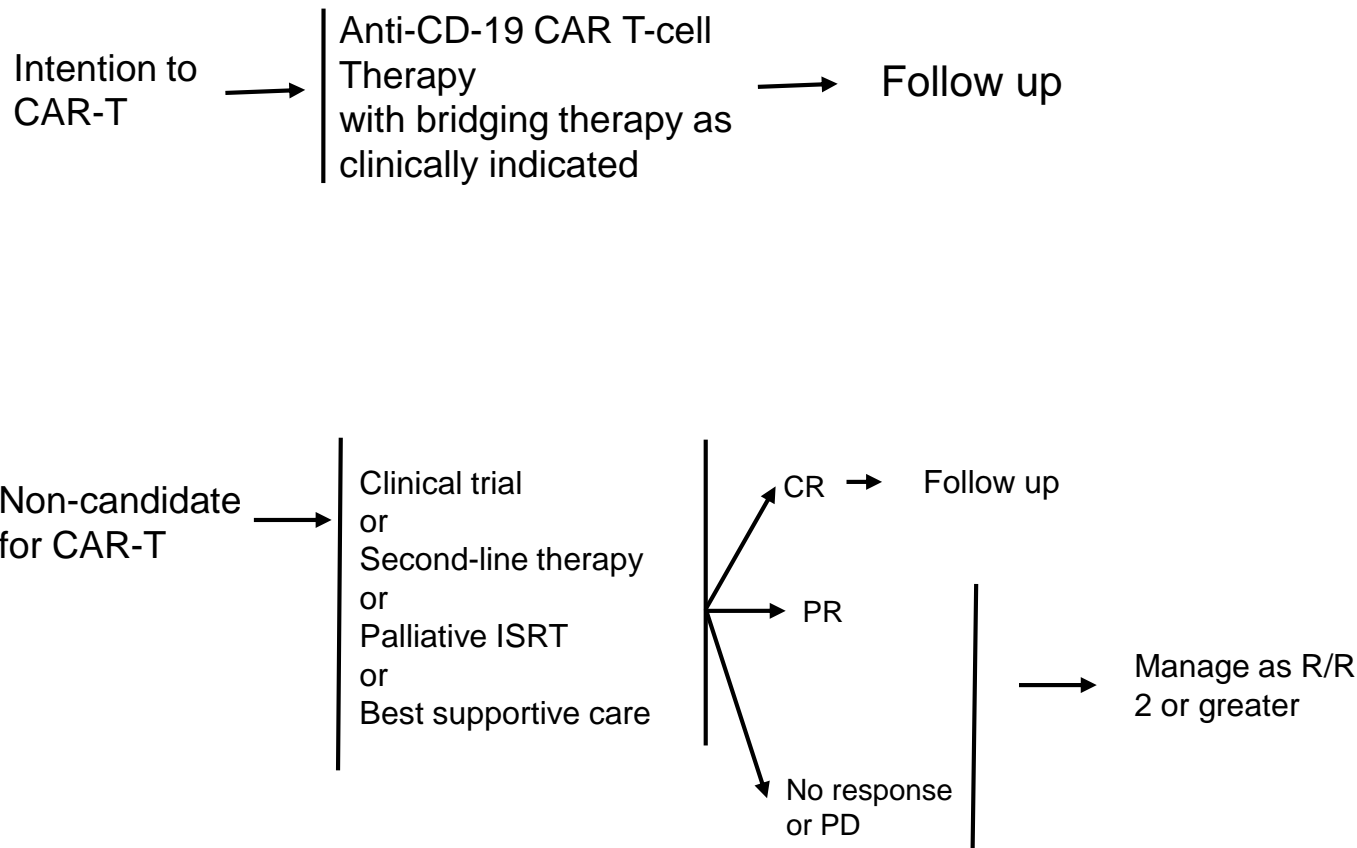 Intention to
CAR-T
Anti-CD-19 CAR T-cell
Therapy
with bridging therapy as
clinically indicated
Follow up
Non-candidate
for CAR-T
Clinical trial
or
Second-line therapy
or
Palliative ISRT
or
Best supportive care
CR
Follow up
PR
No response
or PD
Manage as R/R
2 or greater